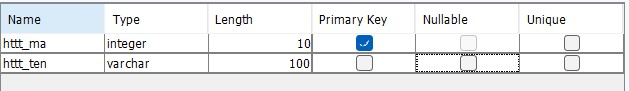 Name Type Length Primary Key Nullable Unique
httt_ma integer 10
httt_ten varchar 100